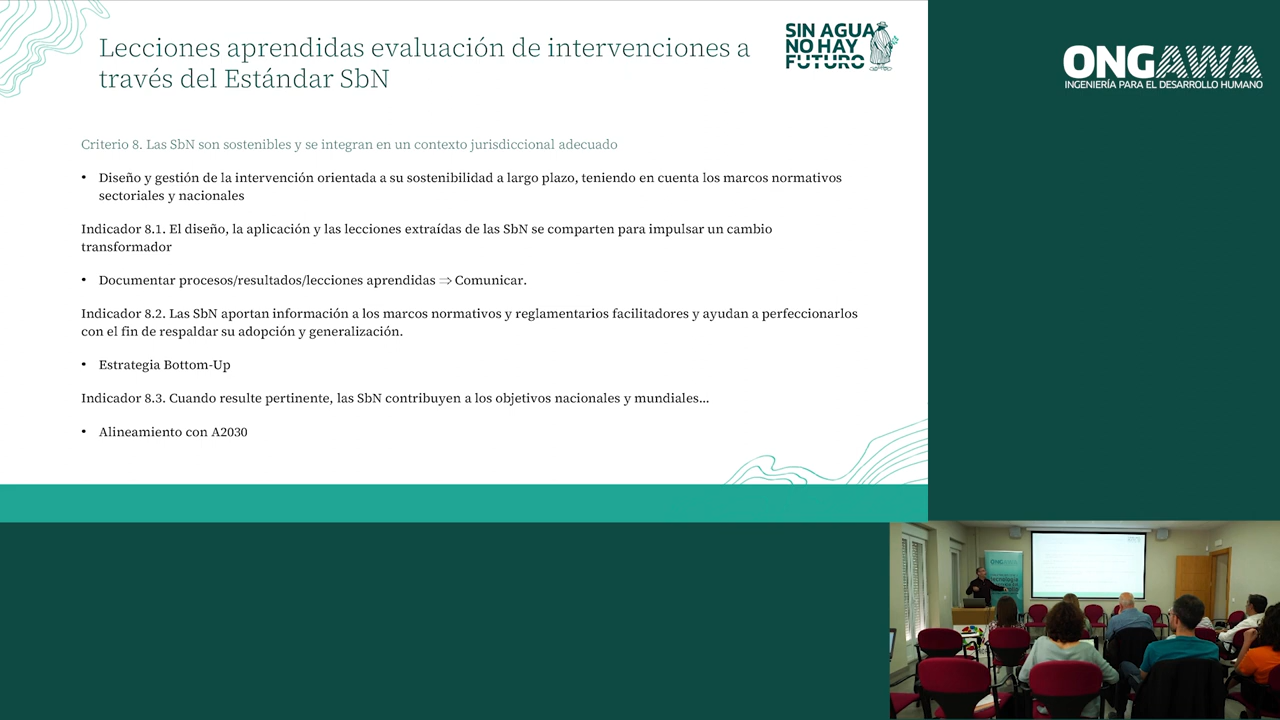 Lecciones aprendidas evaluación de intervenciones a
través del Estándar SbN
SIN AGUA
NO HAY
FUTURO
ONGAWA
INGENIERÍA PARA EL DESARROLLO HUMANO
Criterio 8. Las SbN son sostenibles y se integran en un contexto jurisdiccional adecuado
• Diseño y gestión de la intervención orientada a su sostenibilidad a largo plazo, teniendo en cuenta los marcos normativos
sectoriales y nacionales
Indicador 8.1. El diseño, la aplicación y las lecciones extraídas de las SbN se comparten para impulsar un cambio
transformador
• Documentar procesos/resultados/lecciones aprendidas ⇒ Comunicar.
Indicador 8.2. Las SbN aportan información a los marcos normativos y reglamentarios facilitadores y ayudan a perfeccionarlos
con el fin de respaldar su adopción y generalización.
• Estrategia Bottom-Up
Indicador 8.3. Cuando resulte pertinente, las SbN contribuyen a los objetivos nacionales y mundiales...
• Alineamiento con A2030
ONGAWA